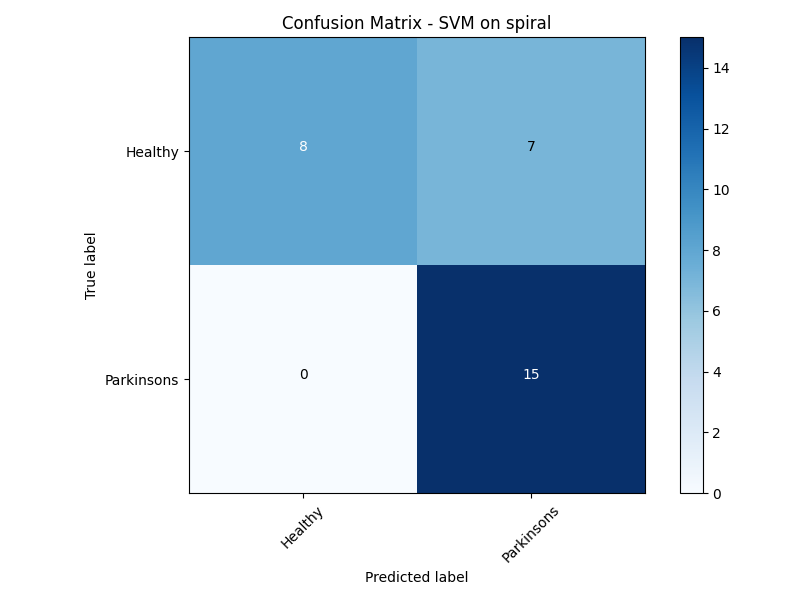 Confusion Matrix - SVM on spiral
True label
Healthy
Parkinsons
8
7
0
15
Healthy
Parkinsons
Predicted label
14
12
10
8
6
4
2
0